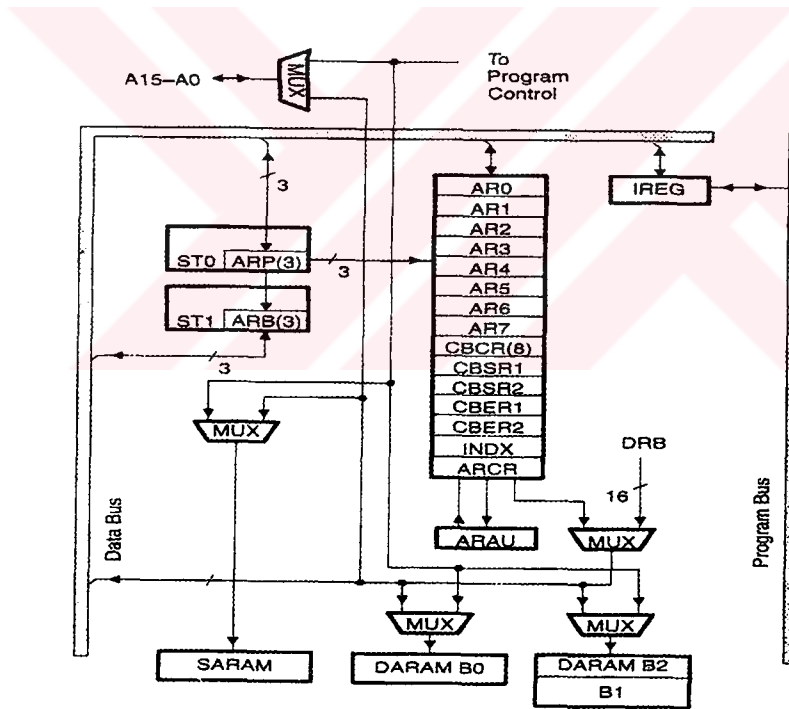 To
Program
Control
A15–A0
MUX
3
AR0
AR1
AR2
AR3
AR4
AR5
AR6
AR7
CBCR(8)
CBSR1
CBSR2
CBER1
CBER2
INDX
ARCR
IREG
ST0 ARP(3)
3
ST1 ARB(3)
3
MUX
DRB
16
Data Bus
Program Bus
ARAU
MUX
MUX
MUX
SARAM
DARAM B0
DARAM B2
B1